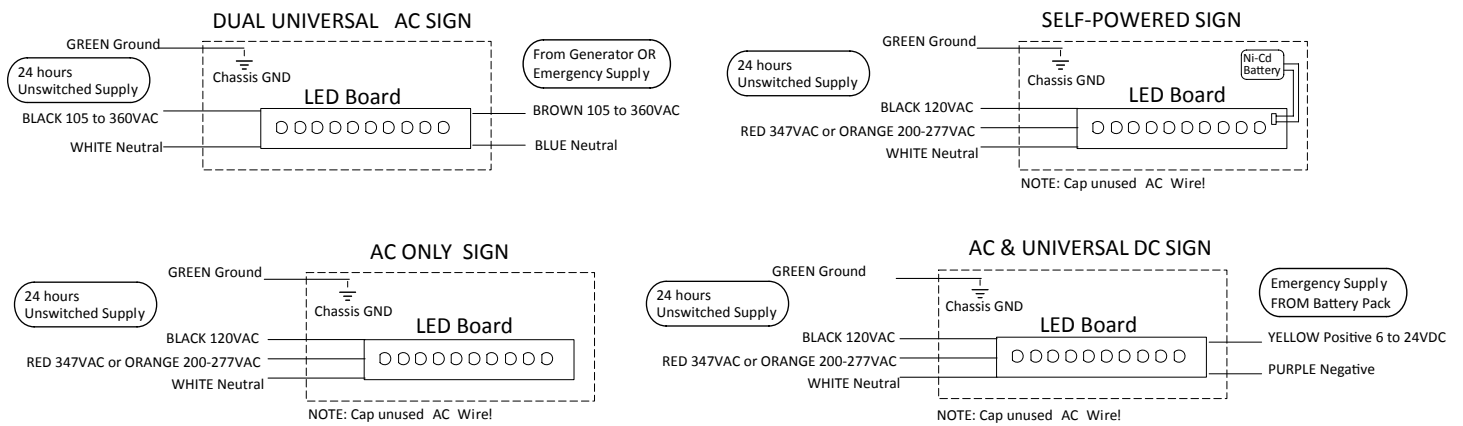 DUAL UNIVERSAL AC SIGN
GREEN Ground
24 hours
Unswitched Supply
Chassis GND
From Generator OR
Emergency Supply
LED Board
BLACK 105 to 360VAC
BROWN 105 to 360VAC
WHITE Neutral
BLUE Neutral
SELF-POWERED SIGN
GREEN Ground
24 hours
Unswitched Supply
Chassis GND
Ni-Cd
Battery
LED Board
BLACK 120VAC
RED 347VAC or ORANGE 200-277VAC
WHITE Neutral
NOTE: Cap unused AC Wire!
AC ONLY SIGN
GREEN Ground
24 hours
Unswitched Supply
Chassis GND
LED Board
BLACK 120VAC
RED 347VAC or ORANGE 200-277VAC
WHITE Neutral
NOTE: Cap unused AC Wire!
AC & UNIVERSAL DC SIGN
GREEN Ground
24 hours
Unswitched Supply
Chassis GND
Emergency Supply
FROM Battery Pack
LED Board
BLACK 120VAC
YELLOW Positive 6 to 24VDC
RED 347VAC or ORANGE 200-277VAC
PURPLE Negative
WHITE Neutral
NOTE: Cap unused AC Wire!